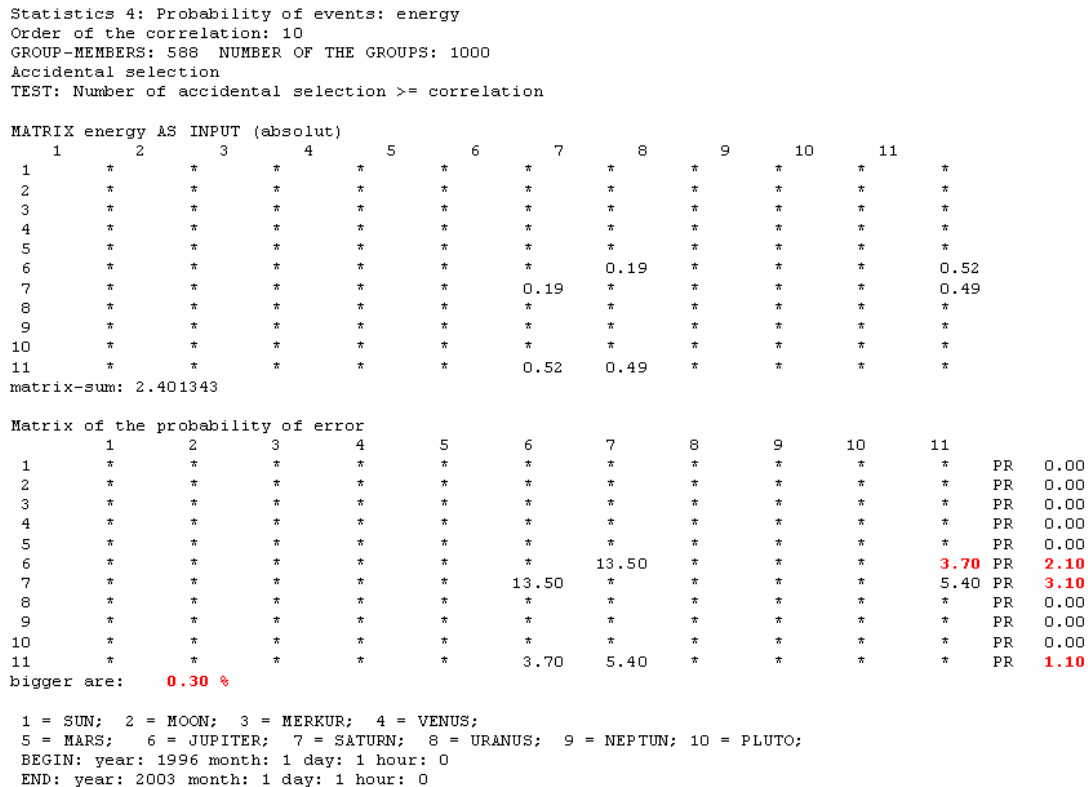 Statistics 4: Probability of events: energy
Order of the correlation: 10
GROUP-MEMBERS: 588 NUMBER OF THE GROUPS: 1000
Accidental selection
TEST: Number of accidental selection >= correlation
MATRIX energy AS INPUT (absolut)
1 2 3 4 5 6 7 8 9 10 11
1 * * * * * * * * * * *
2 * * * * * * * * * * *
3 * * * * * * * * * * *
4 * * * * * * * * * * *
5 * * * * * * * * * * *
6 * * * * * * 0.19 * * * 0.52
7 * * * * * 0.19 * * * * 0.49
8 * * * * * * * * * * *
9 * * * * * * * * * * *
10 * * * * * * * * * * *
11 * * * * * 0.52 0.49 * * * *
matrix-sum: 2.401343
Matrix of the probability of error
1 2 3 4 5 6 7 8 9 10 11
1 * * * * * * * * * * * PR 0.00
2 * * * * * * * * * * * PR 0.00
3 * * * * * * * * * * * PR 0.00
4 * * * * * * * * * * * PR 0.00
5 * * * * * * * * * * * PR 0.00
6 * * * * * * 13.50 * * * 3.70 PR 2.10
7 * * * * * 13.50 * * * * 5.40 PR 3.10
8 * * * * * * * * * * * PR 0.00
9 * * * * * * * * * * * PR 0.00
10 * * * * * * * * * * * PR 0.00
11 * * * * * 3.70 5.40 * * * * PR 1.10
bigger are: 0.30 %
1 = SUN; 2 = MOON; 3 = MERKUR; 4 = VENUS;
5 = MARS; 6 = JUPITER; 7 = SATURN; 8 = URANUS; 9 = NEPTUN; 10 = PLUTO;
BEGIN: year: 1996 month: 1 day: 1 hour: 0
END: year: 2003 month: 1 day: 1 hour: 0